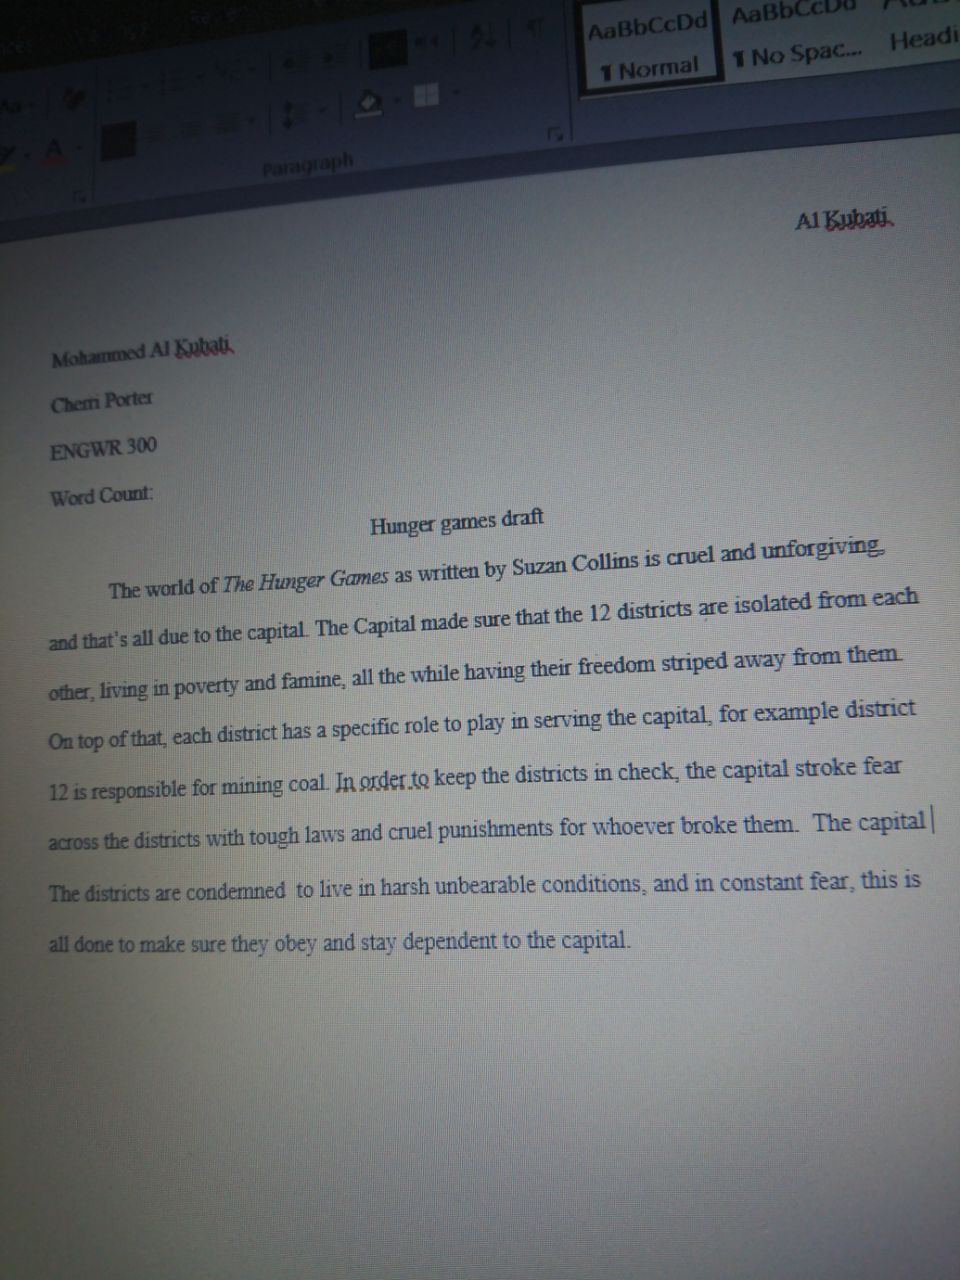 AaBbCcDd AaBbCcDd
¶ Normal ¶ No Spac... Headi
Paragraph
Al Kubati
Mohammed Al Kubati
Cherri Porter
ENGWR 300
Word Count:
Hunger games draft
The world of The Hunger Games as written by Suzan Collins is cruel and unforgiving,
and that's all due to the capital. The Capital made sure that the 12 districts are isolated from each
other, living in poverty and famine, all the while having their freedom striped away from them.
On top of that, each district has a specific role to play in serving the capital, for example district
12 is responsible for mining coal. In order to keep the districts in check, the capital stroke fear
across the districts with tough laws and cruel punishments for whoever broke them. The capital
The districts are condemned to live in harsh unbearable conditions, and in constant fear, this is
all done to make sure they obey and stay dependent to the capital.